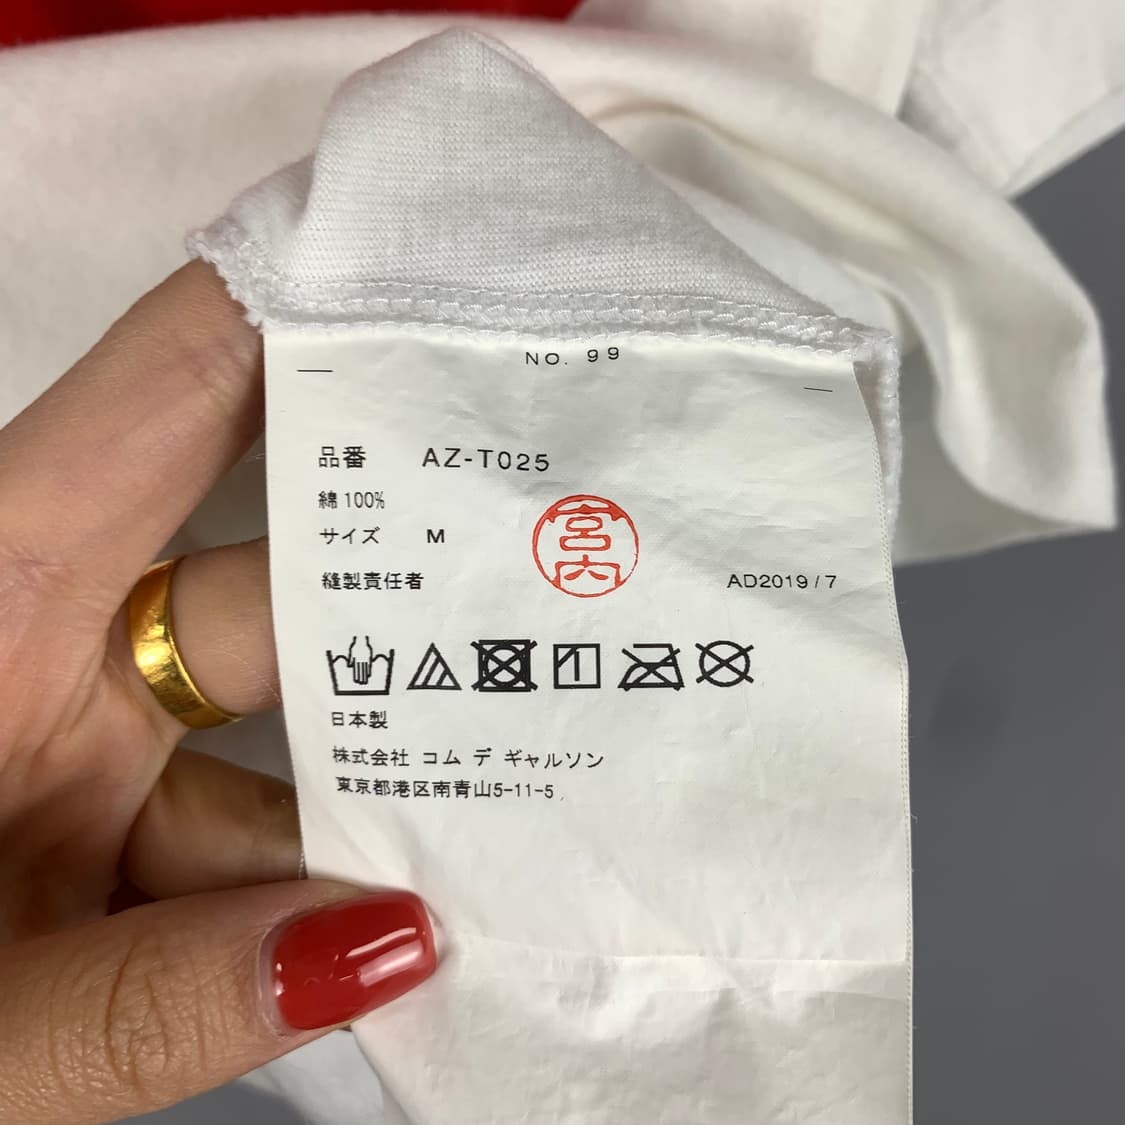 NO. 99
品番 AZ-T025
綿 100%
サイズ M
宮内
縫製責任者 AD2019/7
日本製
株式会社 コム デ ギャルソン
東京都港区南青山5-11-5